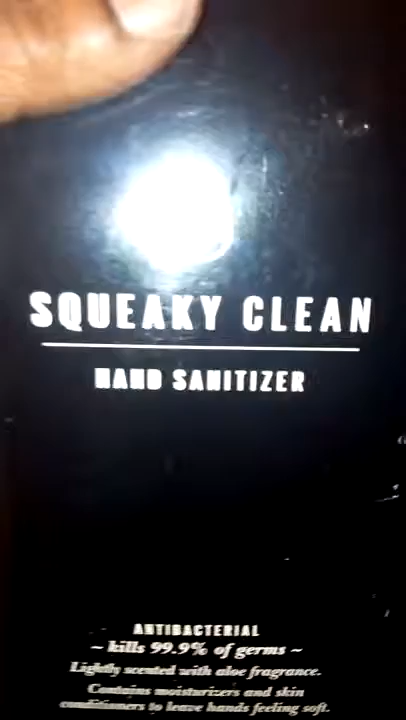 SQUEAKY CLEAN
HAND SANITIZER
ANTIBACTERIAL
~ kills 99.9% of germs ~
Lightly scented with aloe fragrance.
Contains moisturizers and skin
conditioners to leave hands feeling soft.